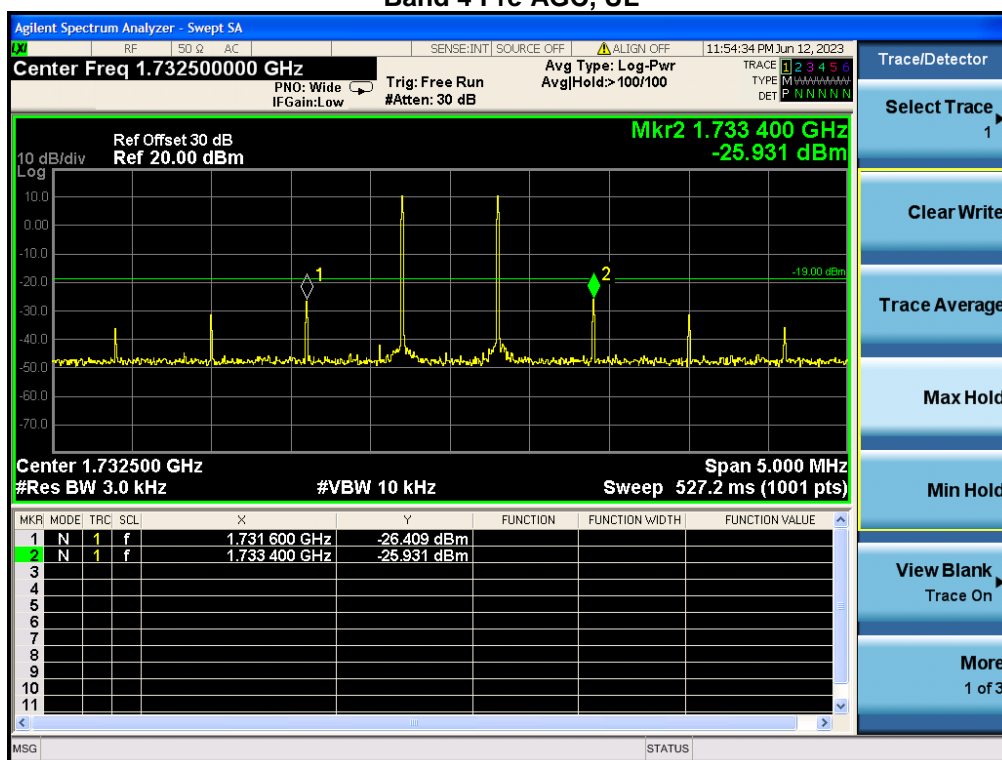 Band 4 Pre-AGC, UL
Agilent Spectrum Analyzer - Swept SA
LXI RF 50 Ω AC SENSE:INT SOURCE OFF ALIGN OFF 11:54:34 PM Jun 12, 2023
Center Freq 1.732500000 GHz
PNO: Wide
IFGain:Low
Trig: Free Run
#Atten: 30 dB
Avg Type: Log-Pwr
Avg|Hold:>100/100
TRACE 1 2 3 4 5 6
TYPE M WWWWW
DET P N N N N N
Mkr2 1.733 400 GHz
-25.931 dBm
Ref Offset 30 dB
10 dB/div Ref 20.00 dBm
Log
10.0
0.00
-10.0
-20.0
-30.0
-40.0
-50.0
-60.0
-70.0
1
2
-19.00 dBm
Center 1.732500 GHz Span 5.000 MHz
#Res BW 3.0 kHz #VBW 10 kHz Sweep 527.2 ms (1001 pts)
MKR MODE TRC SCL X Y FUNCTION FUNCTION WIDTH FUNCTION VALUE
1 N 1 f 1.731 600 GHz -26.409 dBm
2 N 1 f 1.733 400 GHz -25.931 dBm
3
4
5
6
7
8
9
10
11
MSG STATUS
Trace/Detector
Select Trace
1
Clear Write
Trace Average
Max Hold
Min Hold
View Blank
Trace On
More
1 of 3